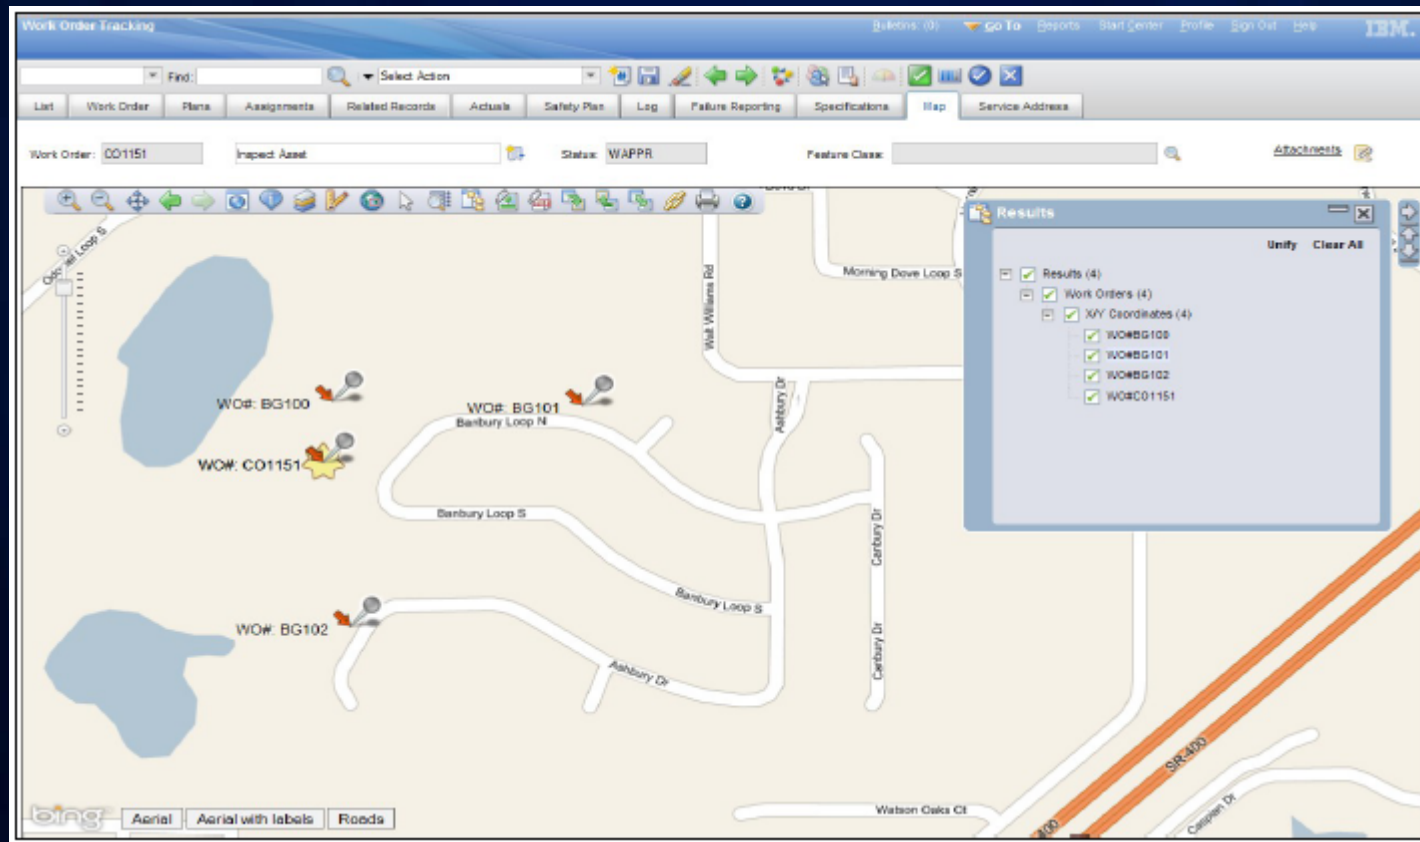 Work Order Tracking
Bulletins: (0) Go To Reports Start Center Profile Sign Out Help IBM.
Find: Select Action
List Work Order Plans Assignments Related Records Actuals Safety Plan Log Failure Reporting Specifications Map Service Address
Work Order: CO1151 Inspect Asset Status: WAPPR Feature Class: Attachments
Results
Unify Clear All
Results (4)
Work Orders (4)
X/Y Coordinates (4)
WO#BG100
WO#BG101
WO#BG102
WO#CO1151
Loop S
Walt Williams Rd
Morning Dove Loop S
WO#: BG100
WO#: BG101
Banbury Loop N
Ashbury Dr
WO#: CO1151
Banbury Loop S
Canbury Dr
Banbury Loop S
WO#: BG102
Canbury Dr
Ashbury Dr
SR-400
Watson Oaks Ct
400
Caspian Dr
bing
Aerial Aerial with labels Roads